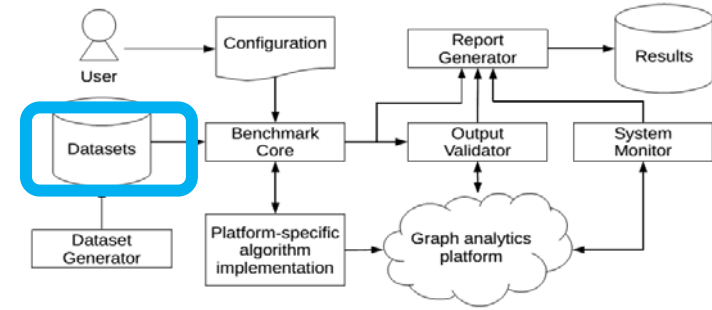 User
Configuration
Report
Generator
Results
Datasets
Benchmark
Core
Output
Validator
System
Monitor
Dataset
Generator
Platform-specific
algorithm
implementation
Graph analytics
platform